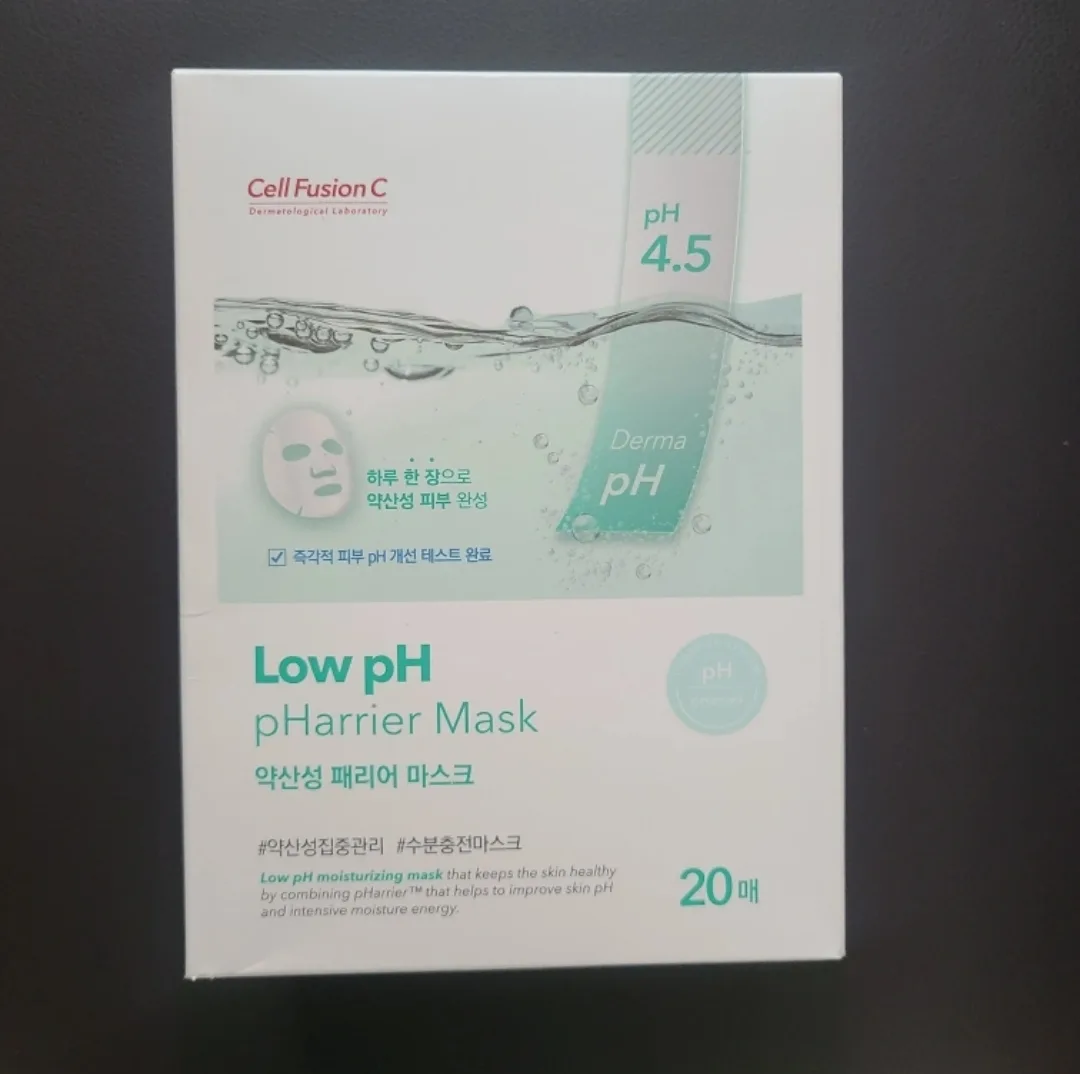 Cell Fusion C
Dermatological Laboratory
pH
4.5
Derma
pH
하루 한 장으로
약산성 피부 완성
즉각적 피부 pH 개선 테스트 완료
Low pH
pHarrier Mask
약산성 패리어 마스크
pH
#약산성집중관리 #수분충전마스크
Low pH moisturizing mask that keeps the skin healthy
by combining pHarrier™ that helps to improve skin pH
and intensive moisture energy.
20매